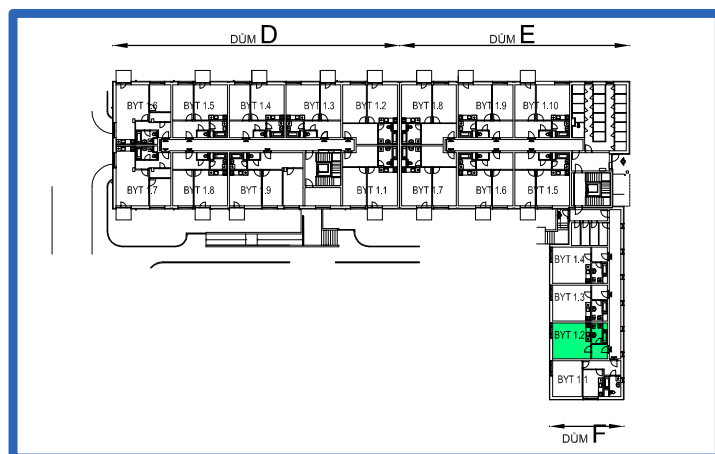 DŮM D DŮM E
BYT 1.6 BYT 1.5 BYT 1.4 BYT 1.3 BYT 1.2 BYT 1.8 BYT 1.9 BYT 1.10
BYT 1.7 BYT 1.8 BYT 1.9 BYT 1.1 BYT 1.7 BYT 1.6 BYT 1.5
BYT 1.4
BYT 1.3
BYT 1.2
BYT 1.1
DŮM F